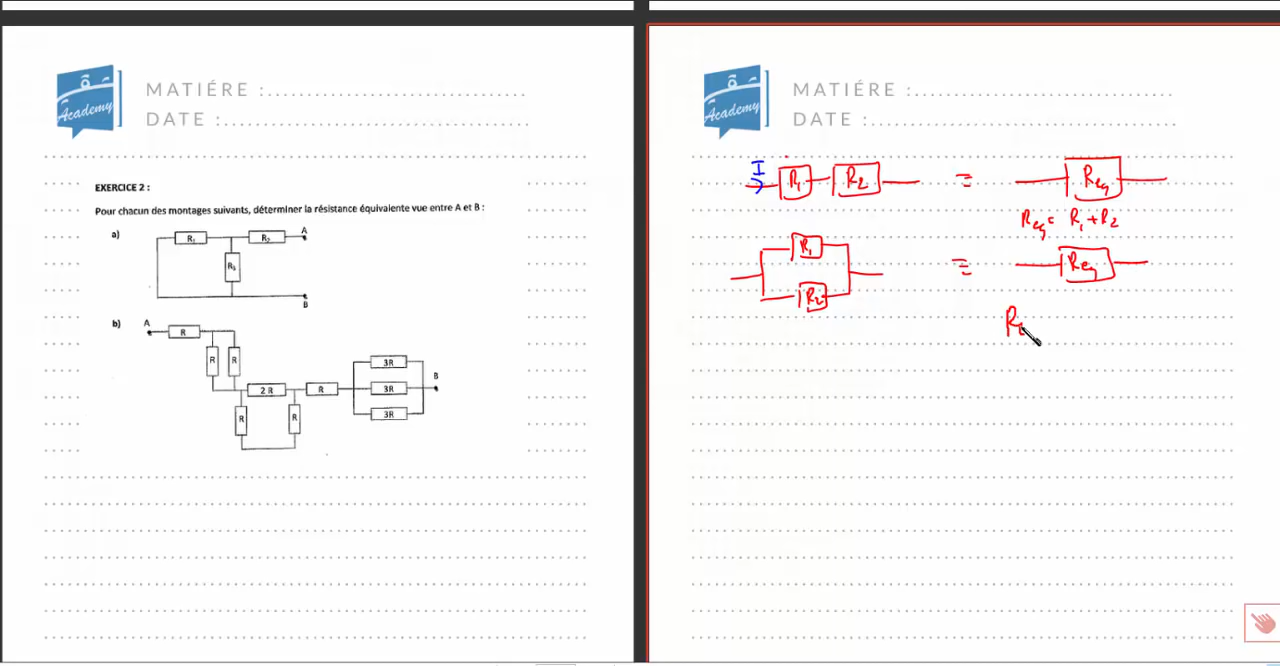 Academy
MATIÉRE :
DATE :
EXERCICE 2 :
Pour chacun des montages suivants, déterminer la résistance équivalente vue entre A et B :
a)
R₁
R₂
A
R₃
B
b)
A
R
R
R
2 R
R
R
R
3R
3R
3R
B
Academy
MATIÉRE :
DATE :
I
R₁
R₂
=
Req
Req = R₁ + R₂
R₁
R₂
=
Req